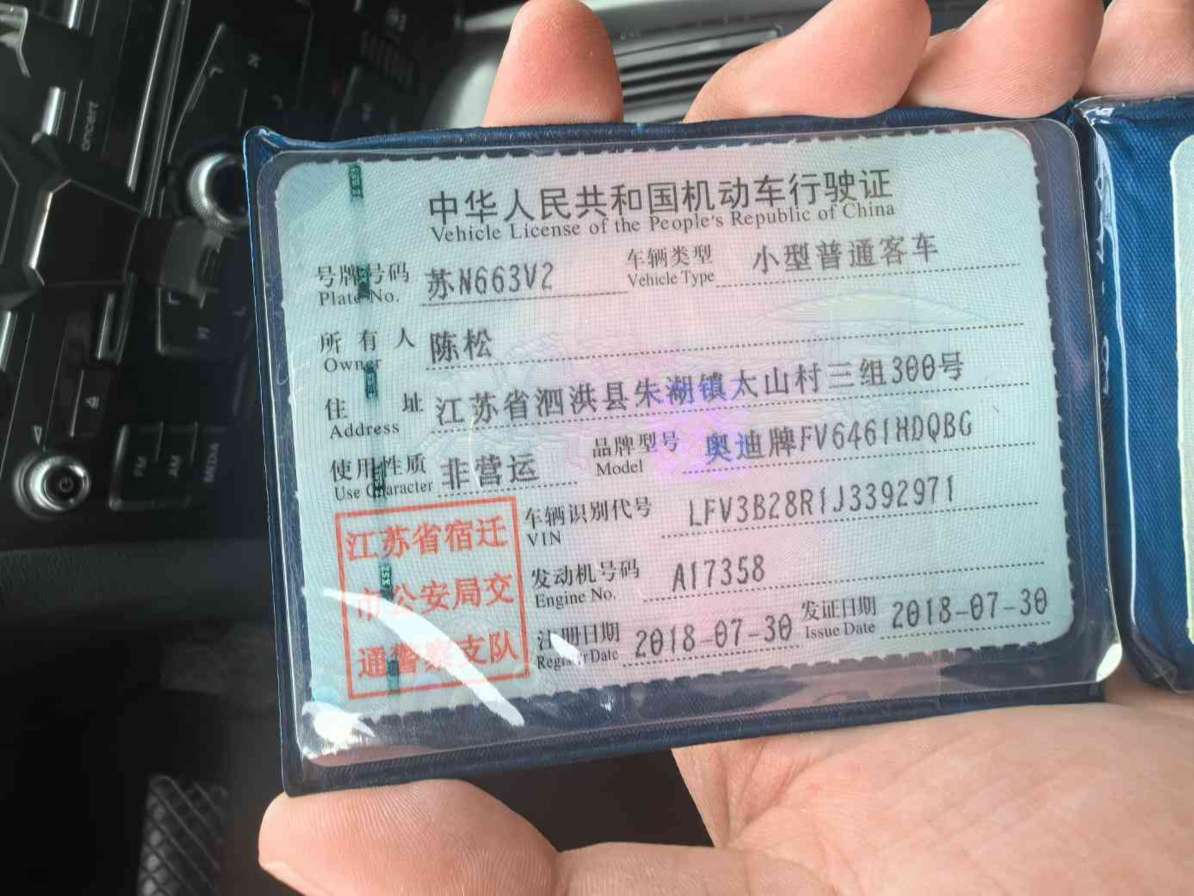 中华人民共和国机动车行驶证
Vehicle License of the People's Republic of China
号牌号码 苏N663V2 车辆类型 小型普通客车
Plate No. Vehicle Type
所有人 陈松
Owner
住址 江苏省泗洪县朱湖镇太山村三组300号
Address
使用性质 非营运 品牌型号 奥迪牌FV6461HDQBG
Use Character Model
车辆识别代号 LFV3B28R1J3392971
VIN
发动机号码 A17358
Engine No.
注册日期 2018-07-30 发证日期 2018-07-30
Register Date Issue Date
江苏省宿迁
市公安局交
通警察支队
FM
AM
MEDIA